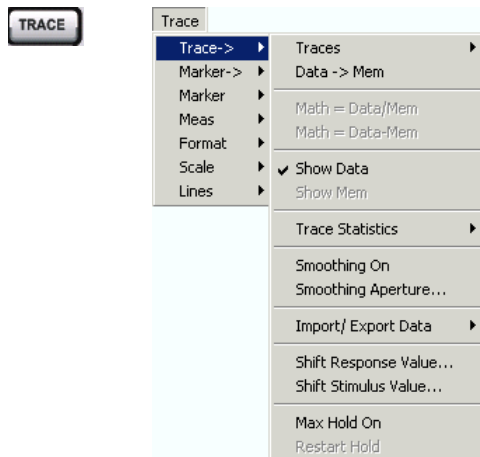 TRACE
Trace
Trace->
Marker->
Marker
Meas
Format
Scale
Lines
Traces
Data -> Mem
Math = Data/Mem
Math = Data-Mem
Show Data
Show Mem
Trace Statistics
Smoothing On
Smoothing Aperture...
Import/ Export Data
Shift Response Value...
Shift Stimulus Value...
Max Hold On
Restart Hold